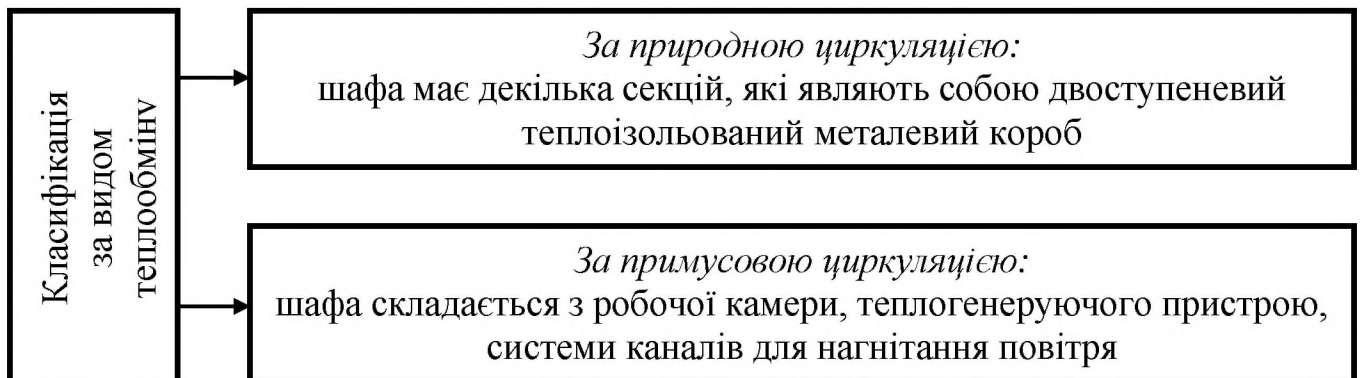 Класифікація
за видом
теплообміну
За природною циркуляцією:
шафа має декілька секцій, які являють собою двоступеневий
теплоізольований металевий короб
За примусовою циркуляцією:
шафа складається з робочої камери, теплогенеруючого пристрою,
системи каналів для нагнітання повітря